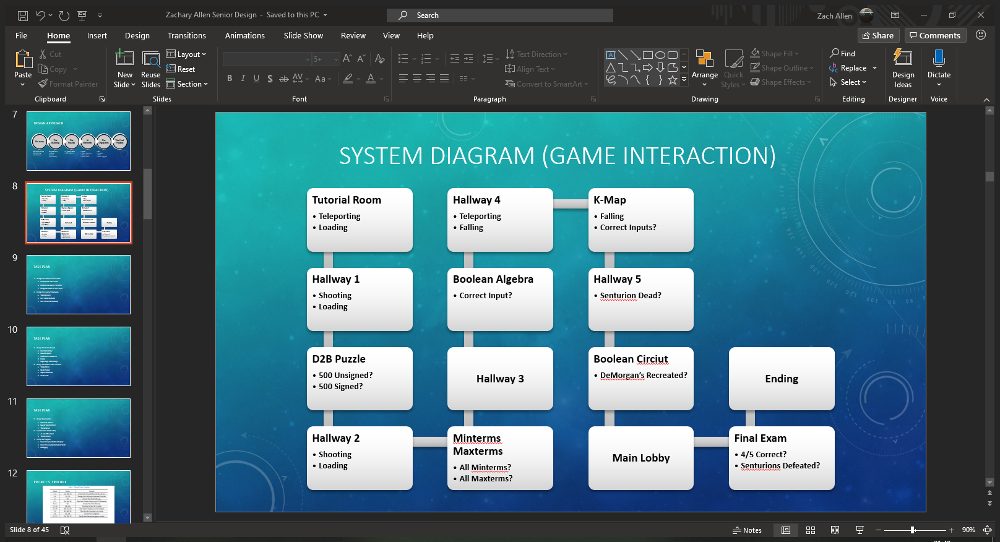 Zachary Allen Senior Design - Saved to this PC
Search
Zach Allen
File Home Insert Design Transitions Animations Slide Show Review View Help
Share Comments
Paste
Cut
Copy
Format Painter
Clipboard
New Slide
Reuse Slides
Layout
Reset
Section
Slides
5+
B I U S ab AV Aa A
Font
Text Direction
Align Text
Convert to SmartArt
Paragraph
Arrange
Quick Styles
Shape Fill
Shape Outline
Shape Effects
Drawing
Find
Replace
Select
Editing
Design Ideas
Designer
Dictate
Voice
7
DESIGN APPROACH
8
SYSTEM DIAGRAM (GAME INTERACTION)
9
TASK PLAN
10
TASK PLAN
11
TASK PLAN
12
PROJECT'S TIMELINE
SYSTEM DIAGRAM (GAME INTERACTION)
Tutorial Room
• Teleporting
• Loading
Hallway 1
• Shooting
• Loading
D2B Puzzle
• 500 Unsigned?
• 500 Signed?
Hallway 2
• Shooting
• Loading
Minterms
Maxterms
• All Minterms?
• All Maxterms?
Hallway 3
Boolean Algebra
• Correct Input?
Hallway 4
• Teleporting
• Falling
K-Map
• Falling
• Correct Inputs?
Hallway 5
• Senturion Dead?
Boolean Circiut
• DeMorgan's Recreated?
Main Lobby
Final Exam
• 4/5 Correct?
• Senturions Defeated?
Ending
Slide 8 of 45
Notes
90%